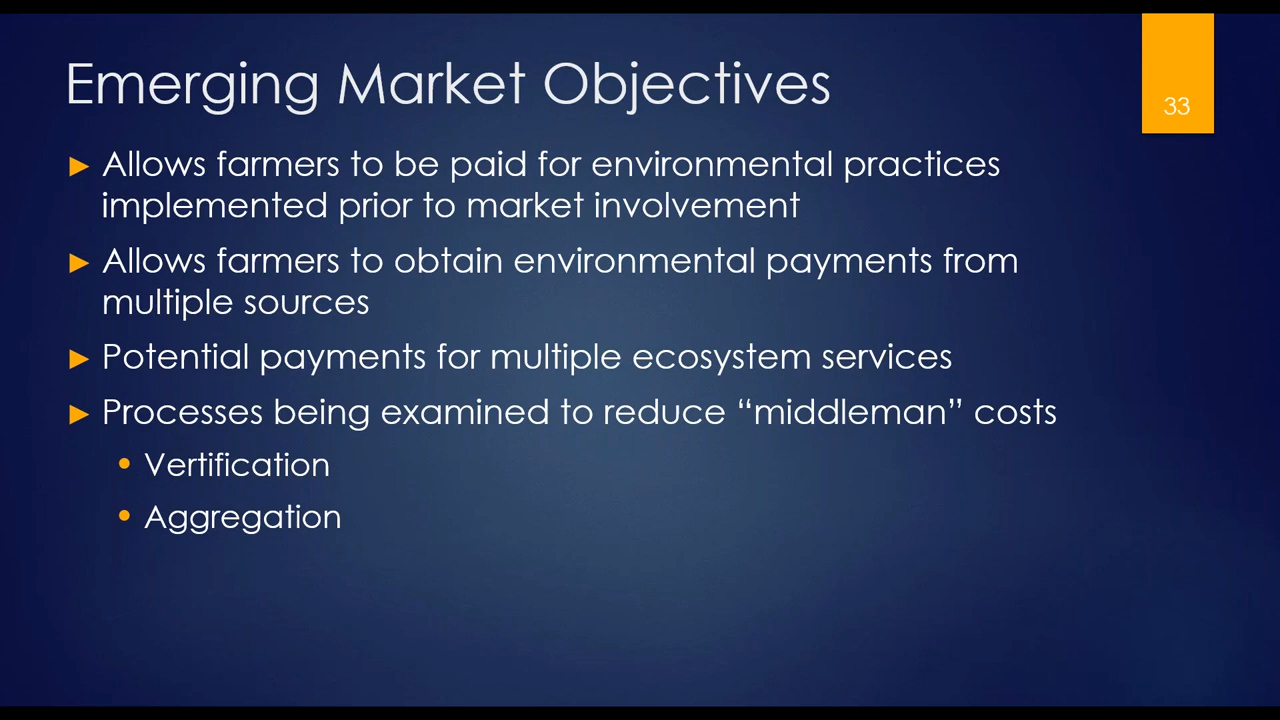 Emerging Market Objectives
33
► Allows farmers to be paid for environmental practices
implemented prior to market involvement
► Allows farmers to obtain environmental payments from
multiple sources
► Potential payments for multiple ecosystem services
► Processes being examined to reduce “middleman” costs
• Vertification
• Aggregation